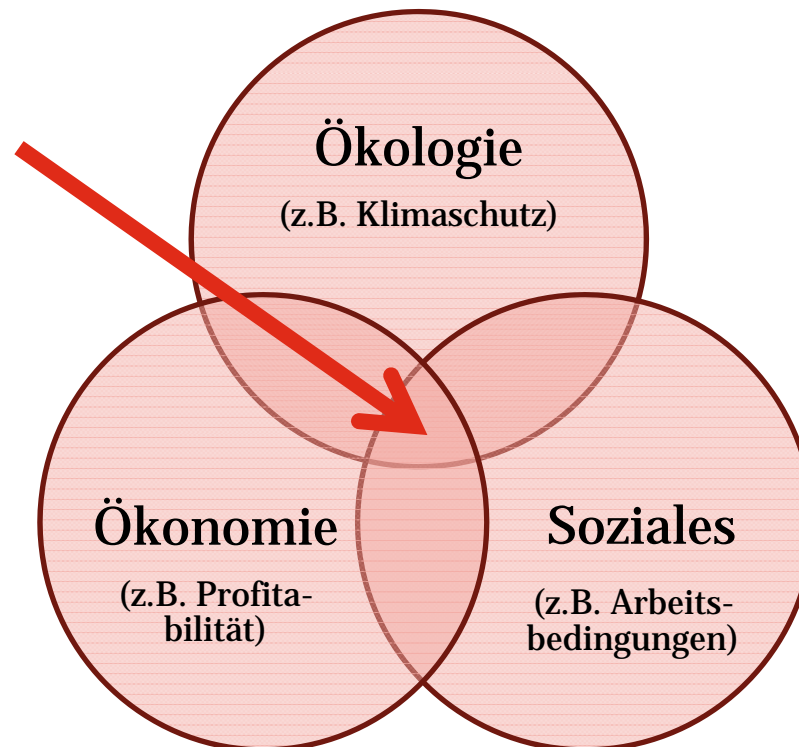 Ökologie
(z.B. Klimaschutz)
Ökonomie
(z.B. Profita-
bilität)
Soziales
(z.B. Arbeits-
bedingungen)